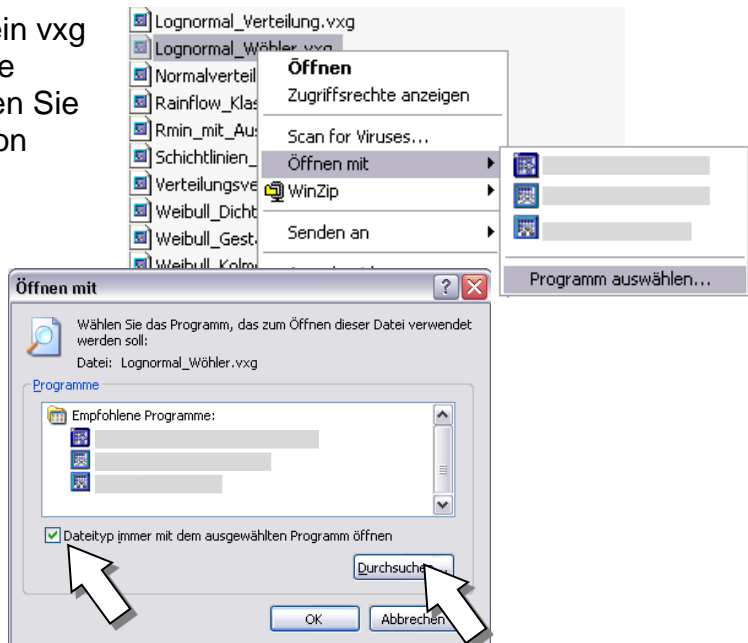 ein vxg
e
en Sie
on
Lognormal_Verteilung.vxg
Lognormal_Wöhler.vxg
Normalverteil
Rainflow_Klas
Rmin_mit_Aus
Schichtlinien_
Verteilungsve
Weibull_Dicht
Weibull_Gest
Weibull_Kolm
Öffnen
Zugriffsrechte anzeigen
Scan for Viruses...
Öffnen mit
WinZip
Senden an
Programm auswählen...
Öffnen mit
Wählen Sie das Programm, das zum Öffnen dieser Datei verwendet
werden soll:
Datei: Lognormal_Wöhler.vxg
Programme
Empfohlene Programme:
Dateityp immer mit dem ausgewählten Programm öffnen
Durchsuchen...
OK
Abbrechen